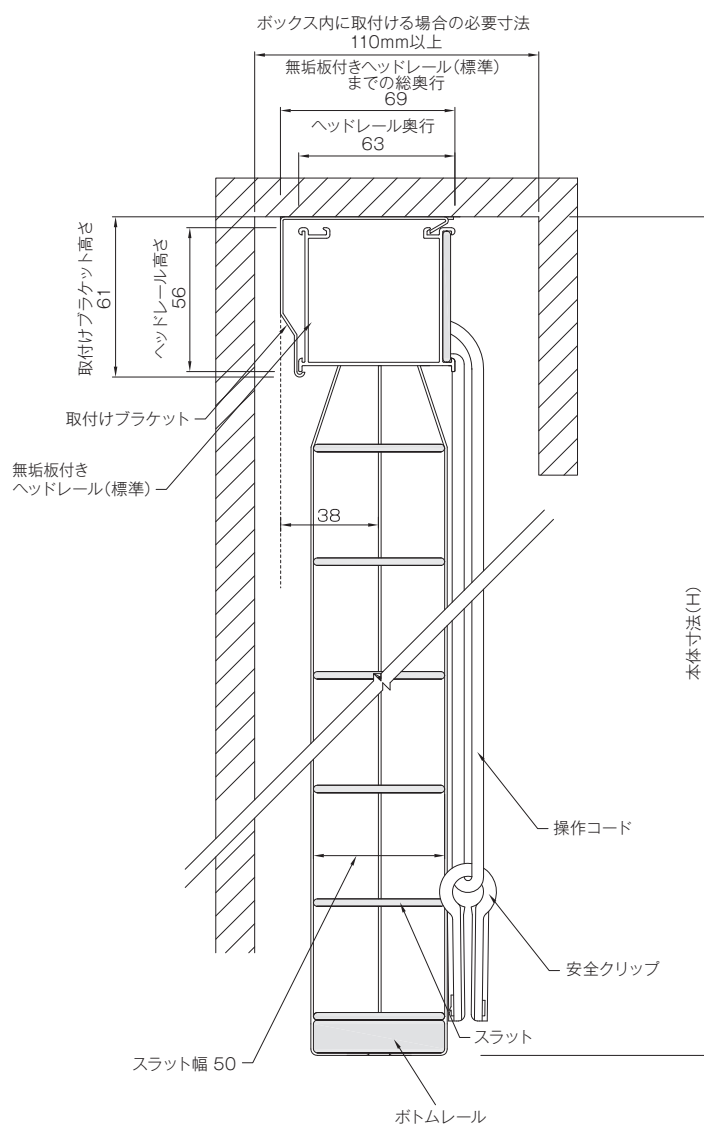 ボックス内に取付ける場合の必要寸法
110mm以上
無垢板付きヘッドレール(標準)
までの総奥行
69
ヘッドレール奥行
63
取付けブラケット高さ
61
ヘッドレール高さ
56
取付けブラケット
無垢板付き
ヘッドレール(標準)
38
本体寸法(H)
操作コード
安全クリップ
スラット
スラット幅 50
ボトムレール